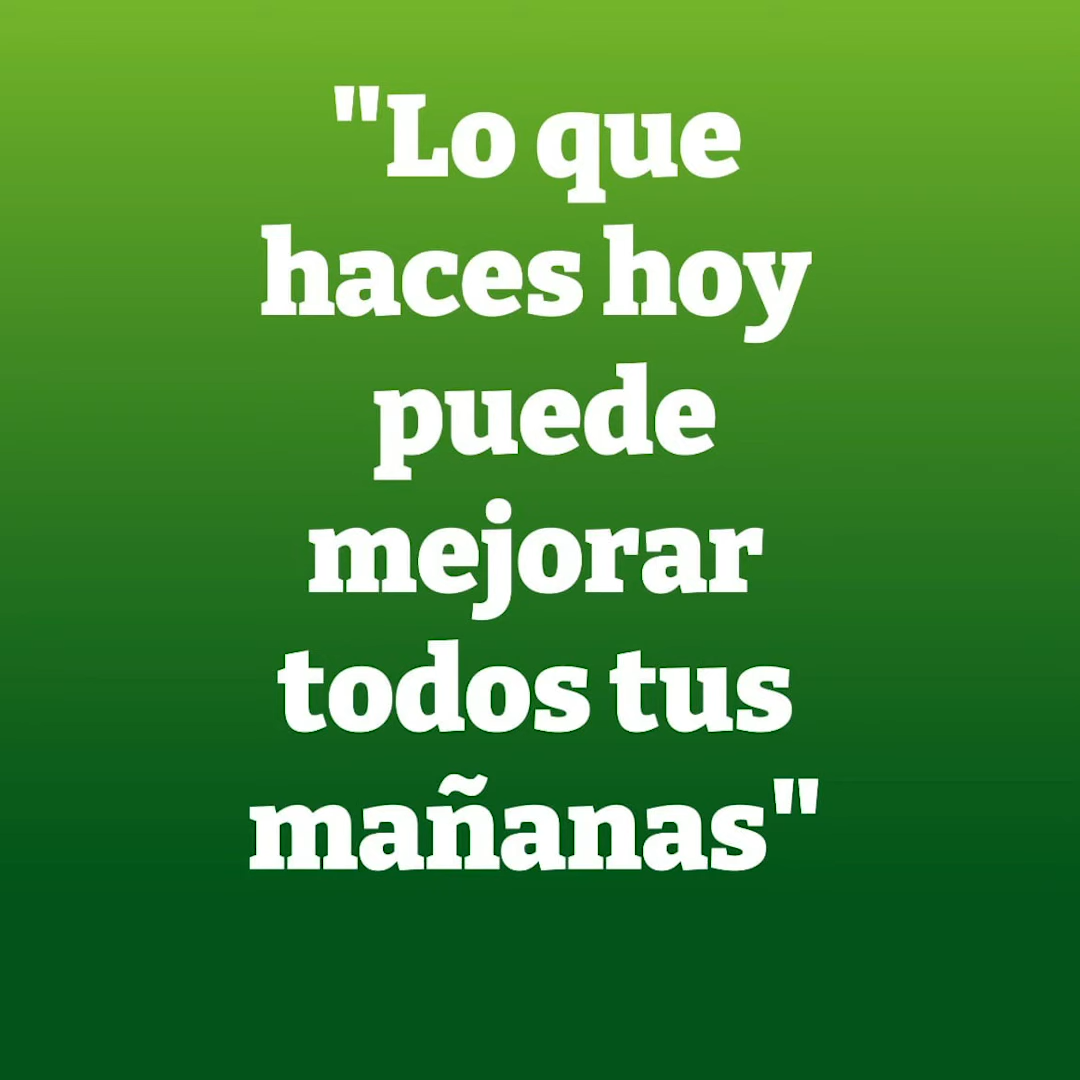 "Lo que
haces hoy
puede
mejorar
todos tus
mañanas"